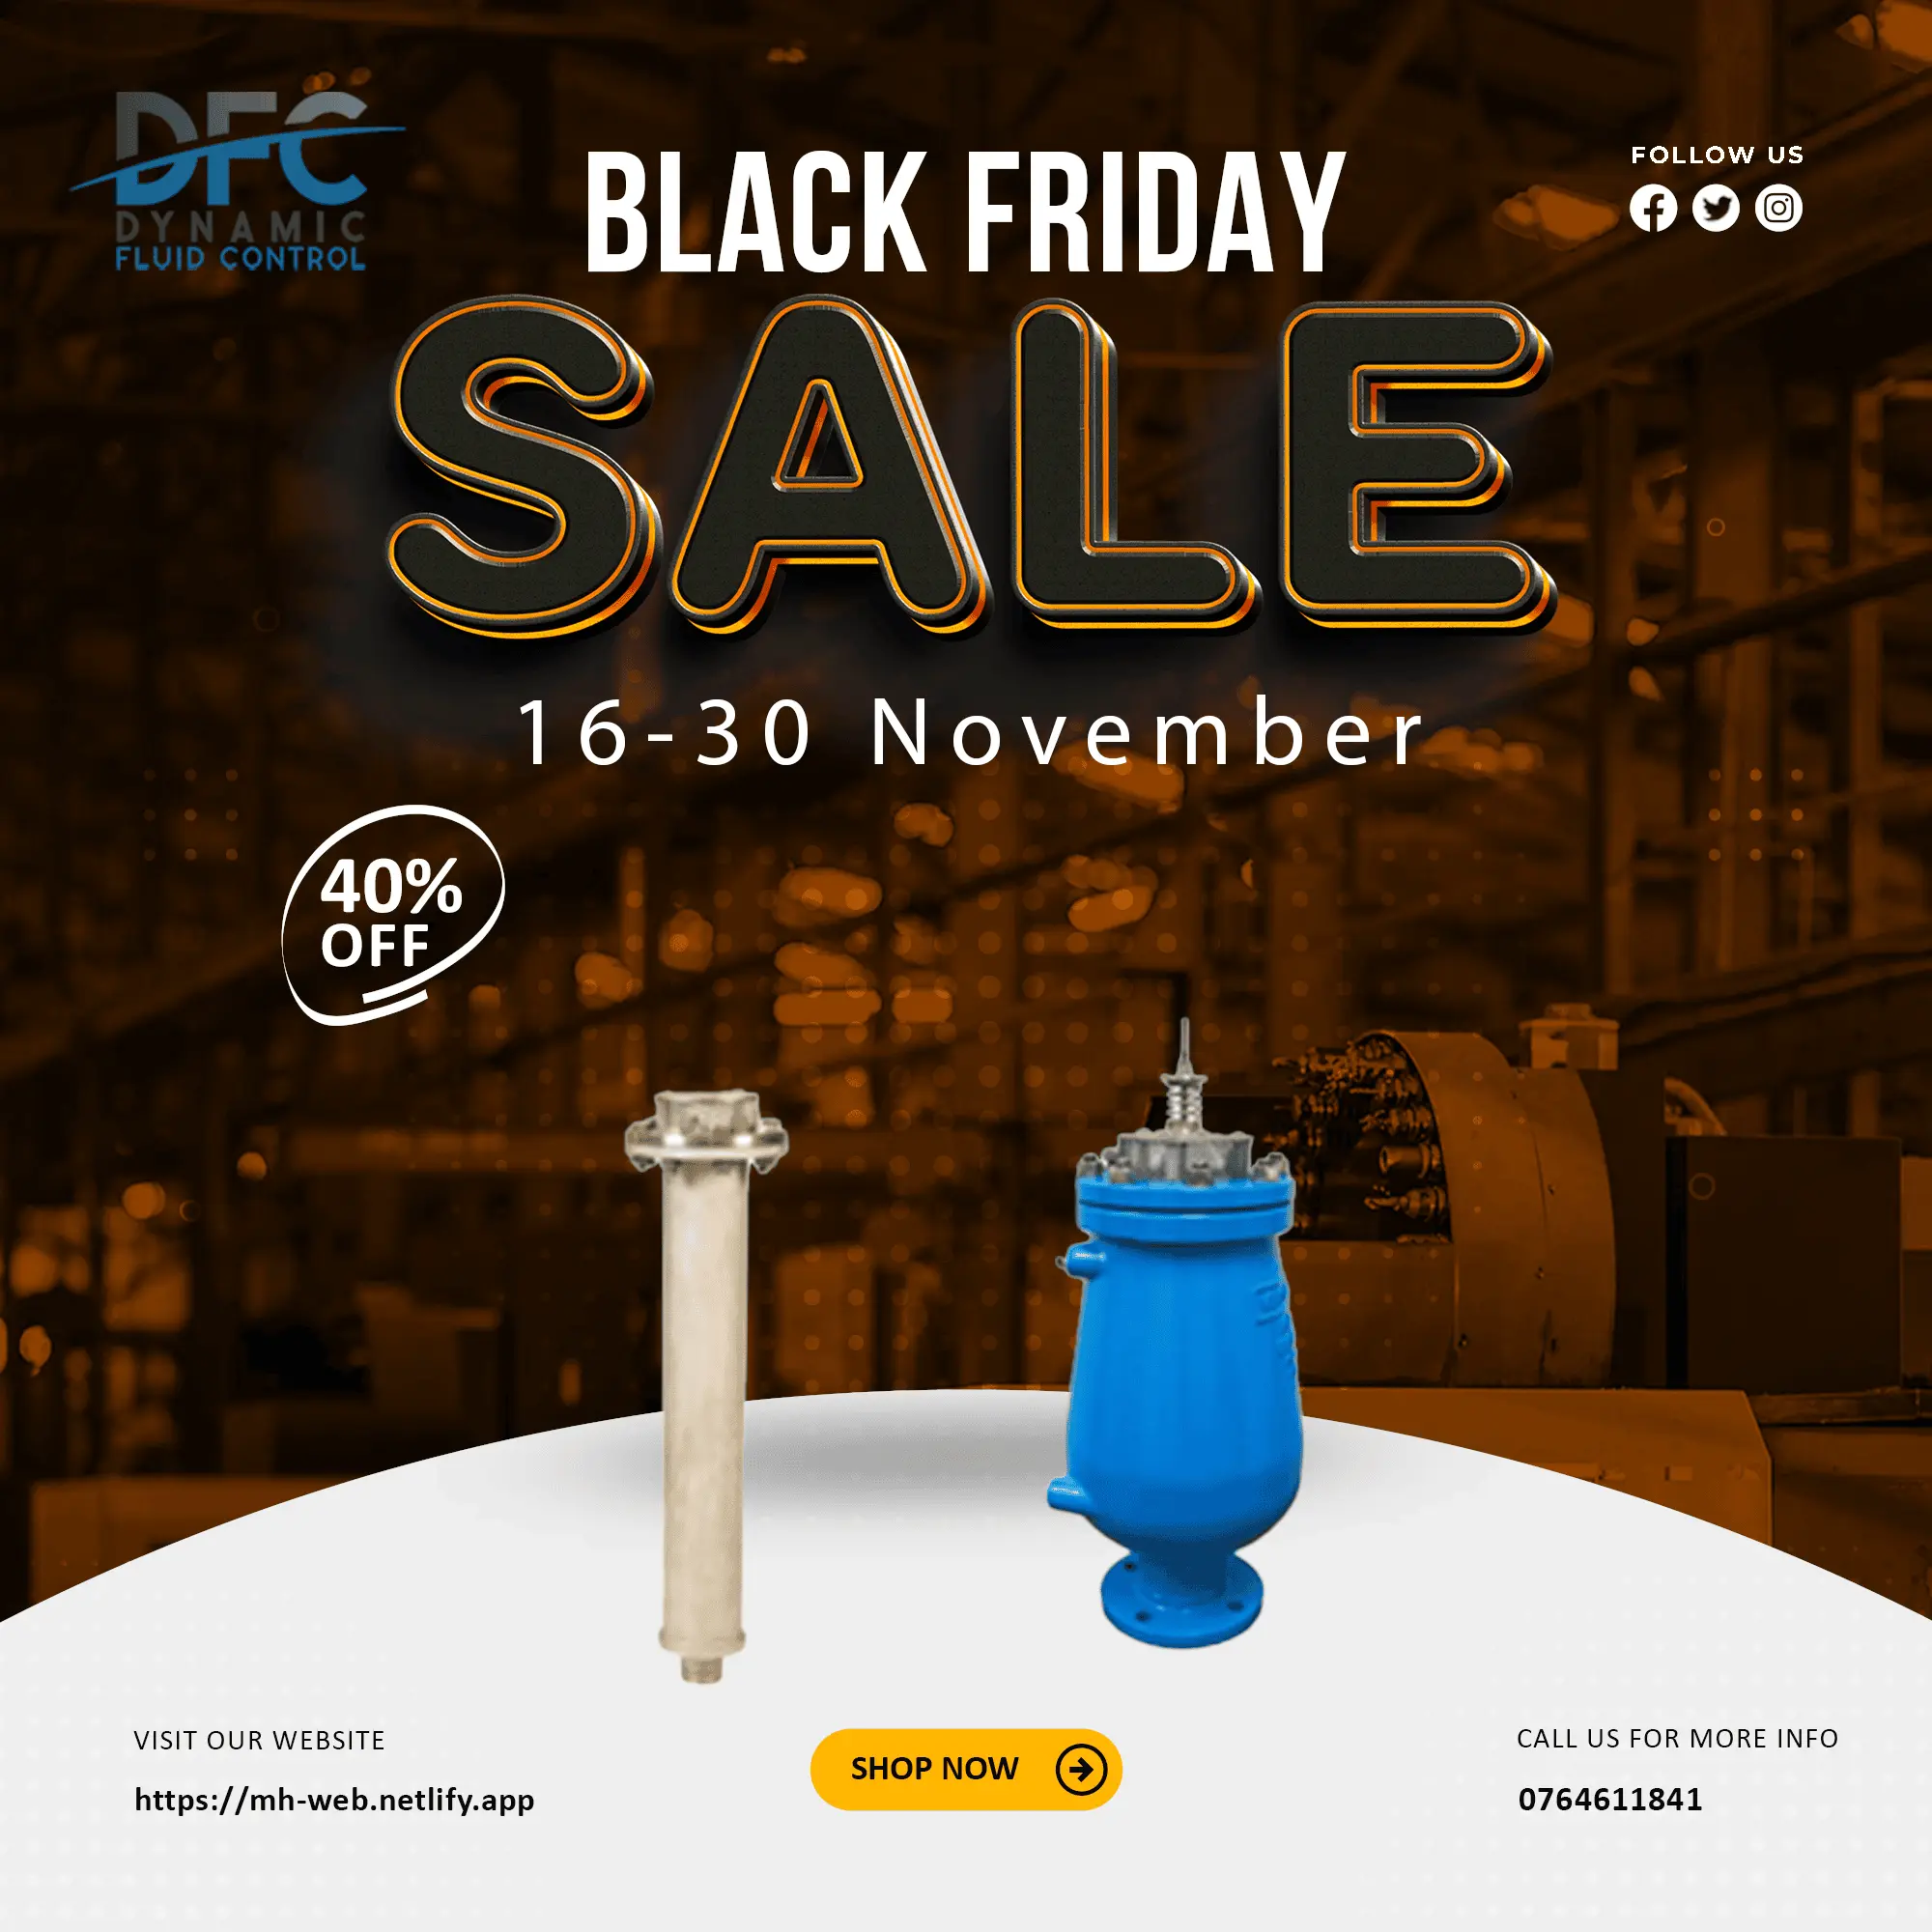 DFC
DYNAMIC
FLUID CONTROL
BLACK FRIDAY
FOLLOW US
SALE
16-30 November
40%
OFF
VISIT OUR WEBSITE
https://mh-web.netlify.app
SHOP NOW
CALL US FOR MORE INFO
0764611841